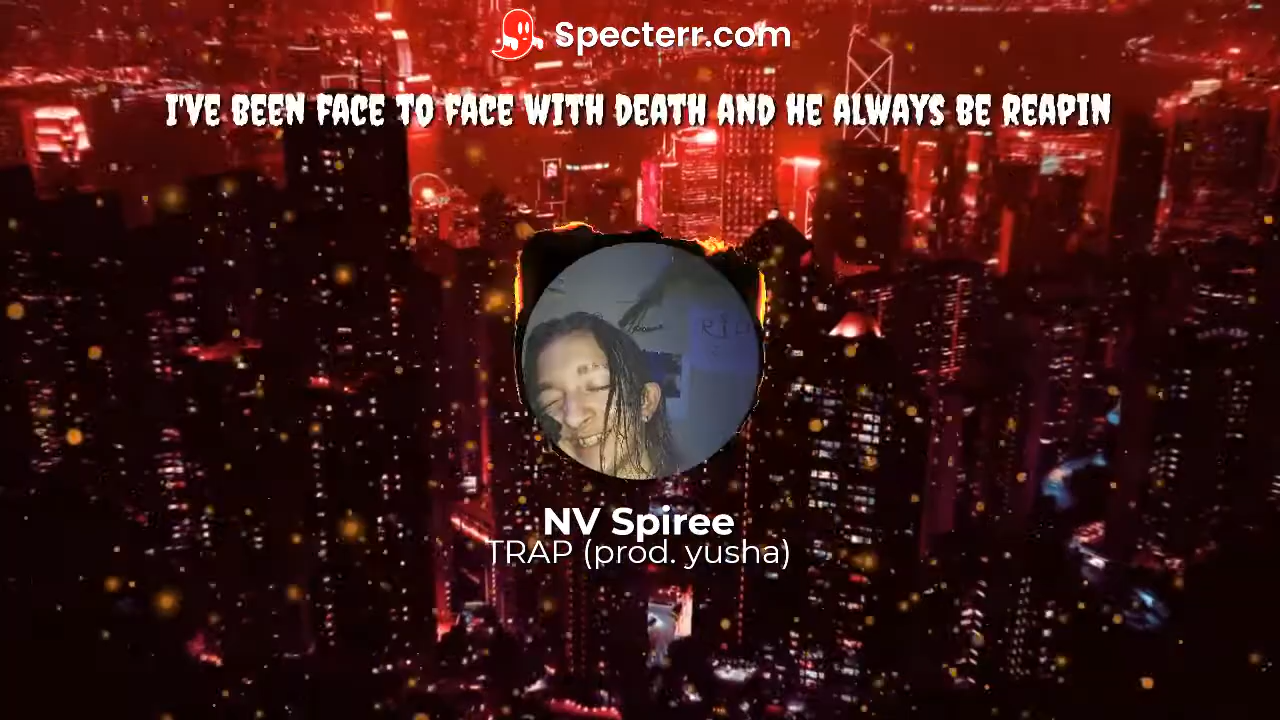 Specterr.com
I'VE BEEN FACE TO FACE WITH DEATH AND HE ALWAYS BE REAPIN
NV Spiree
TRAP (prod. yusha)